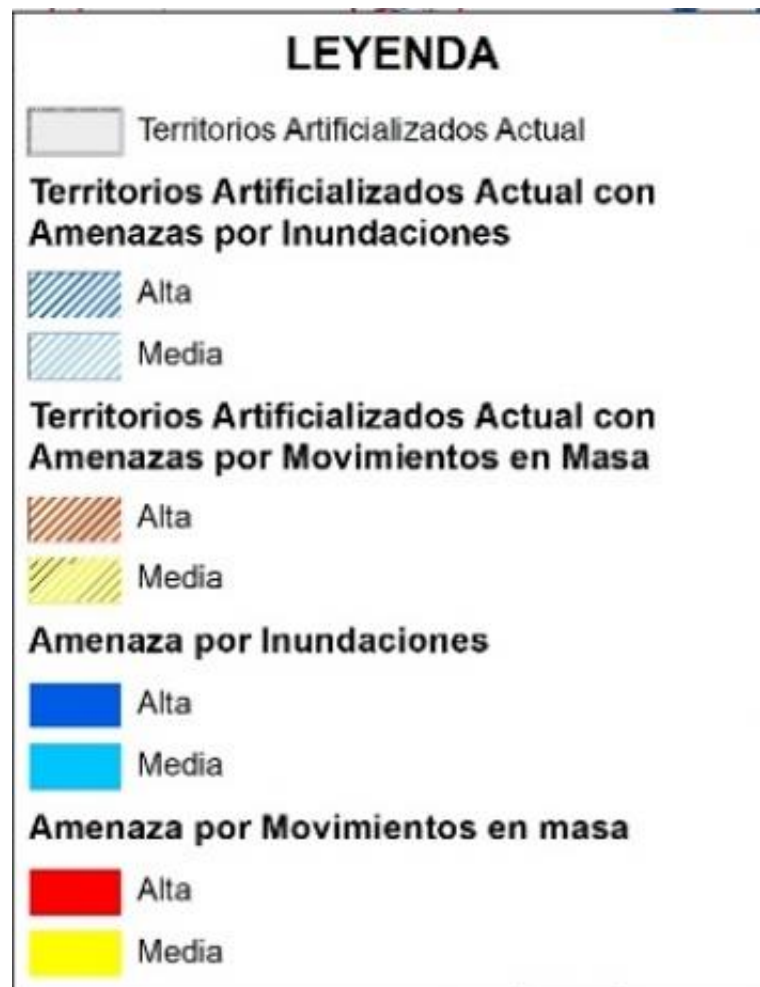 LEYENDA
Territorios Artificializados Actual
Territorios Artificializados Actual con
Amenazas por Inundaciones
Alta
Media
Territorios Artificializados Actual con
Amenazas por Movimientos en Masa
Alta
Media
Amenaza por Inundaciones
Alta
Media
Amenaza por Movimientos en masa
Alta
Media